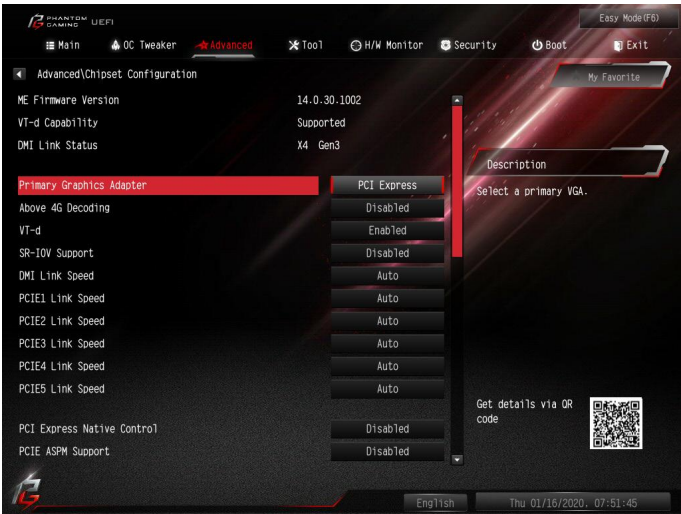 PHANTOM GAMING UEFI
Easy Mode(F6)
Main OC Tweaker Advanced Tool H/W Monitor Security Boot Exit
Advanced\Chipset Configuration
My Favorite
ME Firmware Version 14.0.30.1002
VT-d Capability Supported
DMI Link Status X4 Gen3
Description
Select a primary VGA.
Primary Graphics Adapter PCI Express
Above 4G Decoding Disabled
VT-d Enabled
SR-IOV Support Disabled
DMI Link Speed Auto
PCIE1 Link Speed Auto
PCIE2 Link Speed Auto
PCIE3 Link Speed Auto
PCIE4 Link Speed Auto
PCIE5 Link Speed Auto
PCI Express Native Control Disabled
PCIE ASPM Support Disabled
Get details via QR
code
English
Thu 01/16/2020, 07:51:45